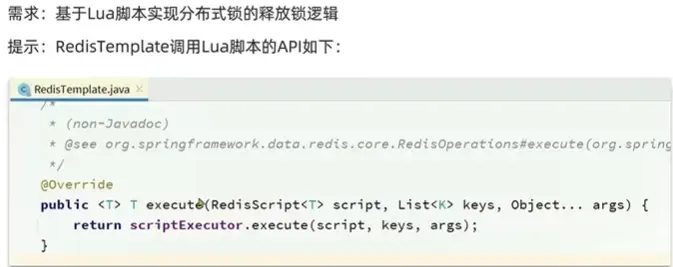 需求：基于Lua脚本实现分布式锁的释放锁逻辑
提示：RedisTemplate调用Lua脚本的API如下：
RedisTemplate.java
/*
* (non-Javadoc)
* @see org.springframework.data.redis.core.RedisOperations#execute(org.spring
*/
@Override
public <T> T execute(RedisScript<T> script, List<K> keys, Object... args) {
return scriptExecutor.execute(script, keys, args);
}